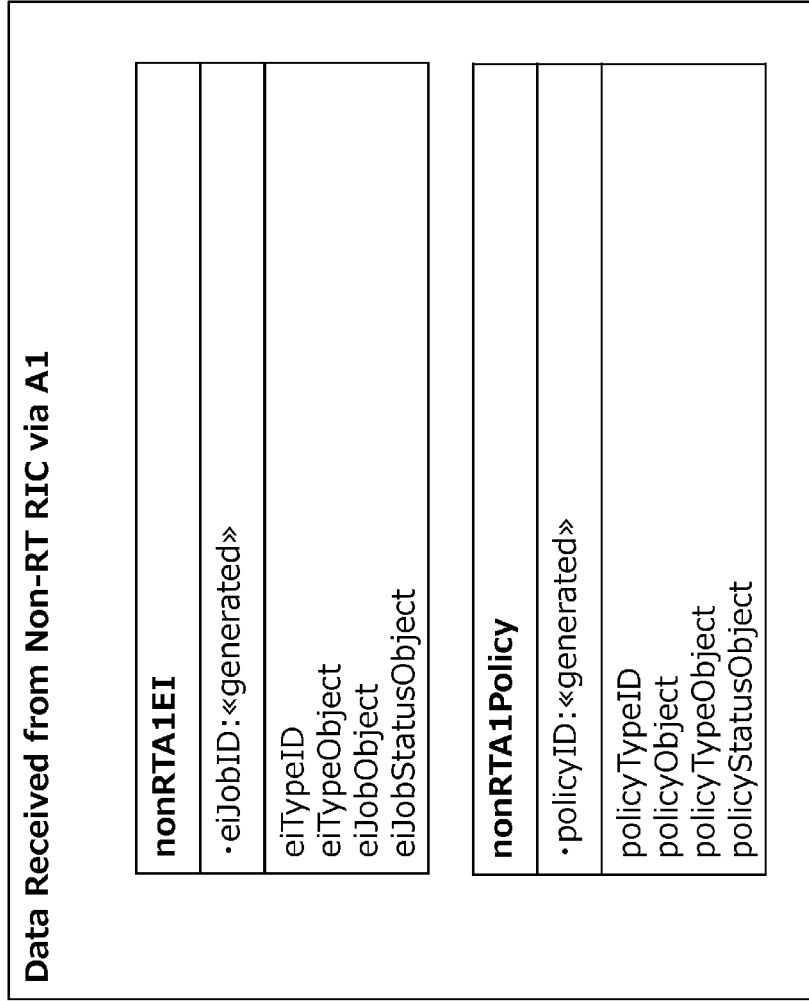 Data Received from Non-RT RIC via A1
nonRTA1EI
·eiJobID:«generated»
eiTypeID
eiTypeObject
eiJobObject
eiJobStatusObject
nonRTA1Policy
·policyID:«generated»
policyTypeID
policyObject
policyTypeObject
policyStatusObject